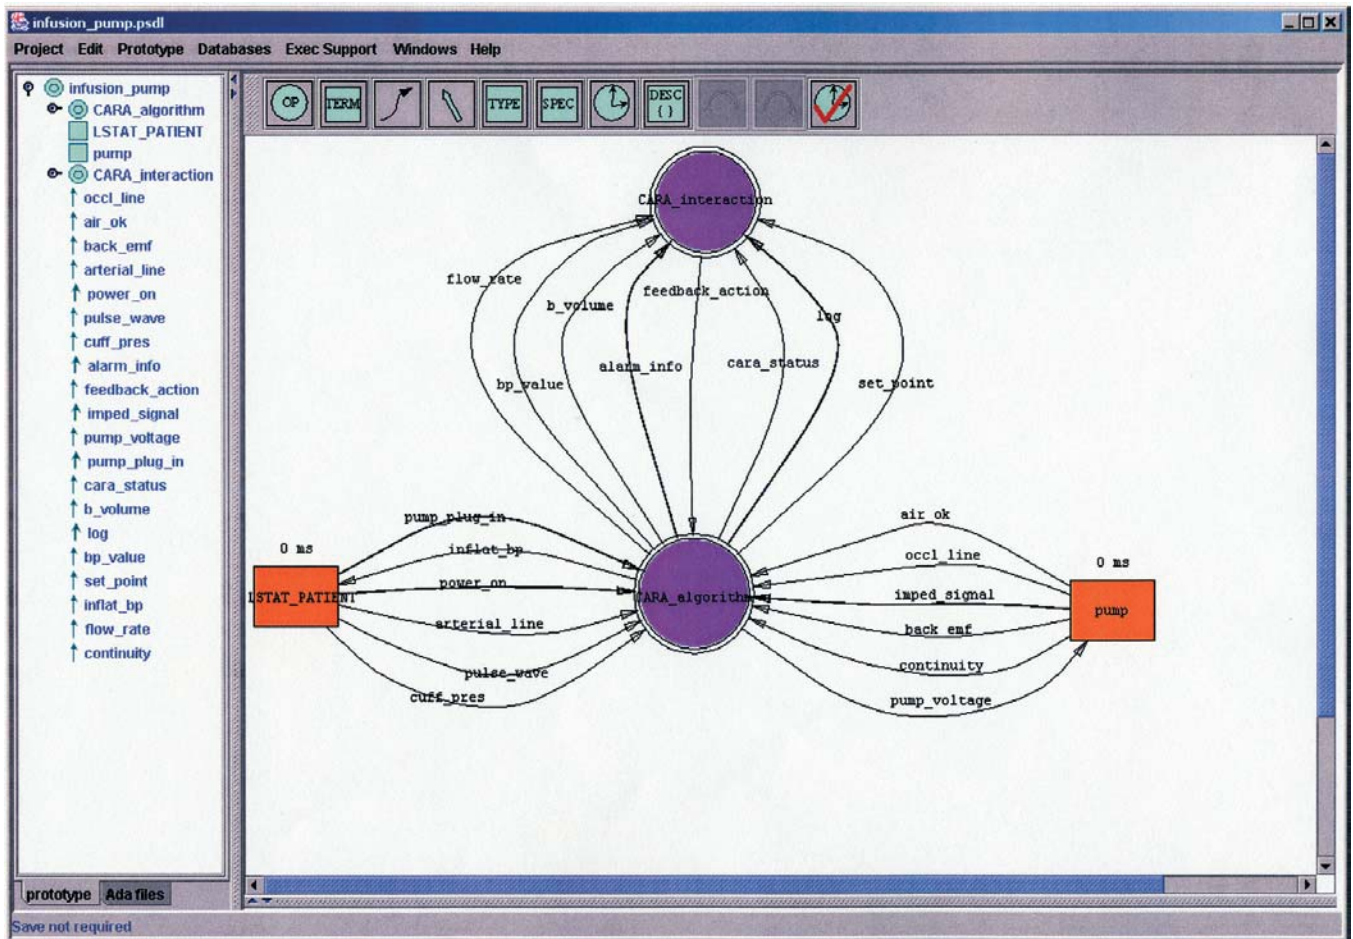 infusion_pump.psdl
Project Edit Prototype Databases Exec Support Windows Help
infusion_pump
CARA_algorithm
LSTAT_PATIENT
pump
CARA_interaction
occl_line
air_ok
back_emf
arterial_line
power_on
pulse_wave
cuff_pres
alarm_info
feedback_action
imped_signal
pump_voltage
pump_plug_in
cara_status
b_volume
log
bp_value
set_point
inflat_bp
flow_rate
continuity
prototype Ada files
Save not required
OP TERM TYPE SPEC DESC
( )
CARA_interaction
flow_rate
feedback_action
b_volume
log
alarm_info
cara_status
bp_value
set_point
pump_plug_in
air_ok
0 ms
inflat_bp
occl_line
0 ms
power_on
LSTAT_PATIENT
CARA_algorithm
imped_signal
pump
arterial_line
back_emf
pulse_wave
continuity
cuff_pres
pump_voltage